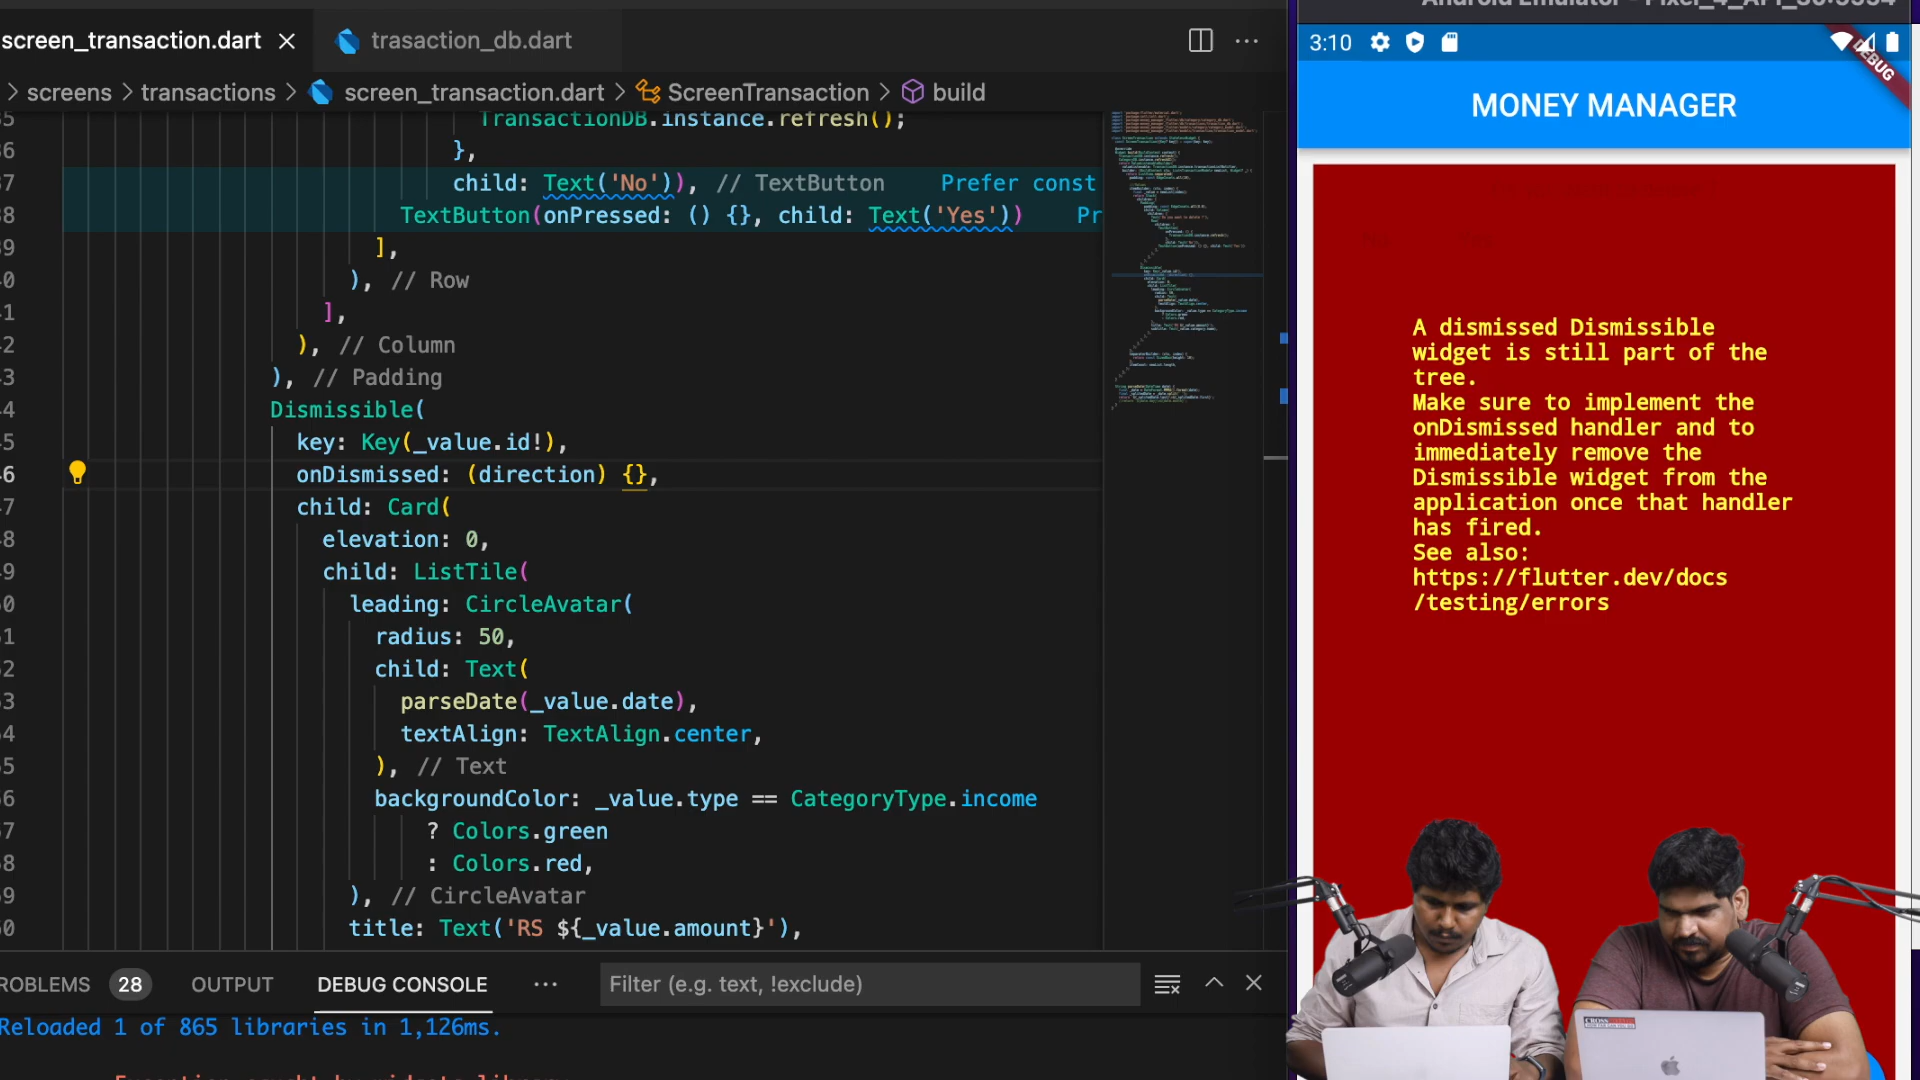 screen_transaction.dart
trasaction_db.dart
screens
transactions
screen_transaction.dart
ScreenTransaction
build
TransactionDB.instance.refresh();
},
child: Text('No')), // TextButton Prefer const
TextButton(onPressed: () {}, child: Text('Yes')) Pr
],
), // Row
],
), // Column
), // Padding
Dismissible(
key: Key(_value.id!),
onDismissed: (direction) {},
child: Card(
elevation: 0,
child: ListTile(
leading: CircleAvatar(
radius: 50,
child: Text(
parseDate(_value.date),
textAlign: TextAlign.center,
), // Text
backgroundColor: _value.type == CategoryType.income
? Colors.green
: Colors.red,
), // CircleAvatar
title: Text('RS ${_value.amount}'),
ROBLEMS 28 OUTPUT DEBUG CONSOLE
Filter (e.g. text, !exclude)
Reloaded 1 of 865 libraries in 1,126ms.
3:10
DEBUG
MONEY MANAGER
A dismissed Dismissible
widget is still part of the
tree.
Make sure to implement the
onDismissed handler and to
immediately remove the
Dismissible widget from the
application once that handler
has fired.
See also:
https://flutter.dev/docs
/testing/errors